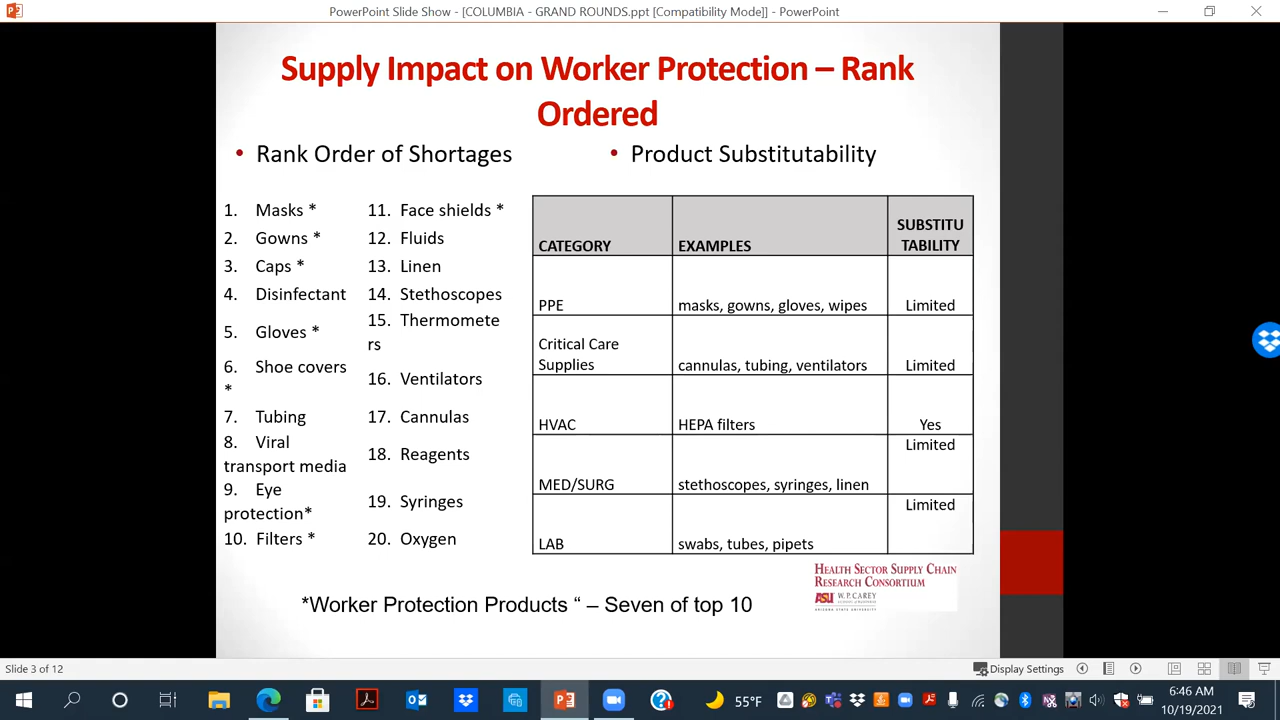 PowerPoint Slide Show - [COLUMBIA - GRAND ROUNDS.ppt [Compatibility Mode]] - PowerPoint
Supply Impact on Worker Protection – Rank
Ordered
• Rank Order of Shortages
1. Masks *
2. Gowns *
3. Caps *
4. Disinfectant
5. Gloves *
6. Shoe covers
*
7. Tubing
8. Viral
transport media
9. Eye
protection*
10. Filters *
11. Face shields *
12. Fluids
13. Linen
14. Stethoscopes
15. Thermomete
rs
16. Ventilators
17. Cannulas
18. Reagents
19. Syringes
20. Oxygen
• Product Substitutability
CATEGORY EXAMPLES SUBSTITU
TABILITY
PPE masks, gowns, gloves, wipes Limited
Critical Care
Supplies cannulas, tubing, ventilators Limited
HVAC HEPA filters Yes
MED/SURG stethoscopes, syringes, linen Limited
LAB swabs, tubes, pipets Limited
HEALTH SECTOR SUPPLY CHAIN
RESEARCH CONSORTIUM
ASU W. P. CAREY
*Worker Protection Products “ – Seven of top 10
Slide 3 of 12
Display Settings
55°F
6:46 AM
10/19/2021